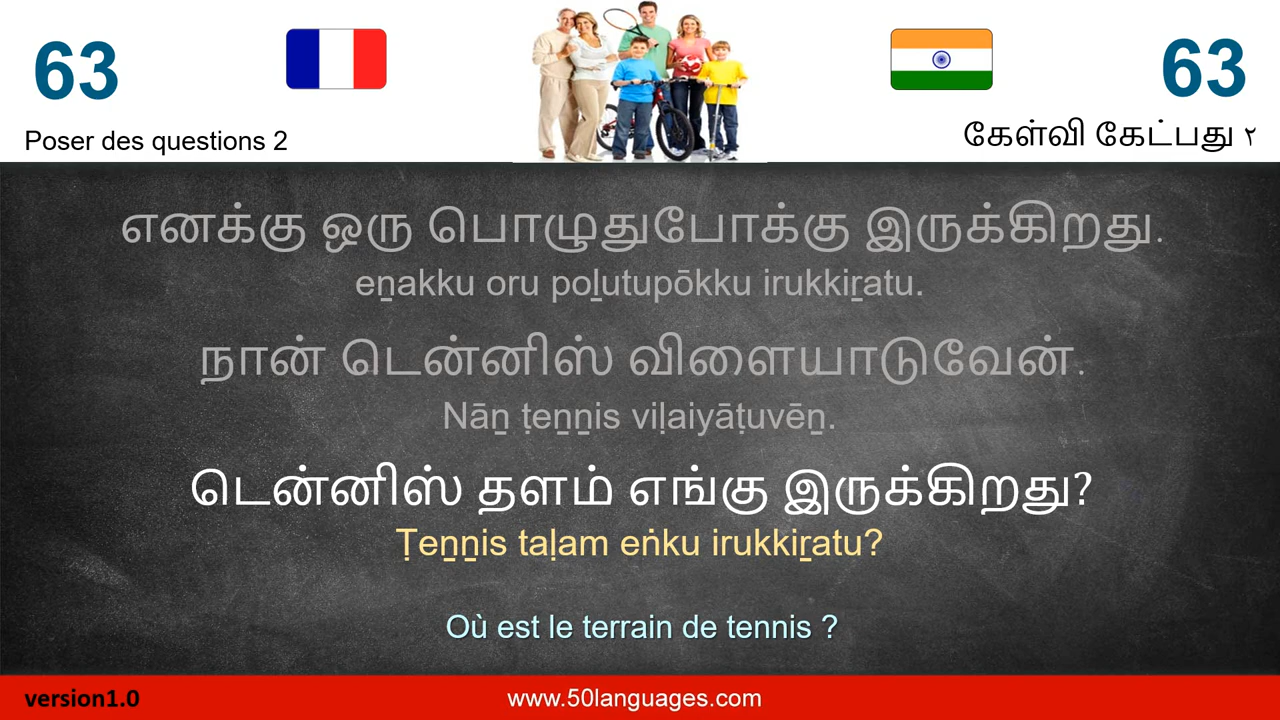 63
63
Poser des questions 2
கேள்வி கேட்பது ٢
எனக்கு ஒரு பொழுதுபோக்கு இருக்கிறது.
eṉakku oru poḻutupōkku irukkiṟatu.
நான் டென்னிஸ் விளையாடுவேன்.
Nāṉ ṭeṉṉis viḷaiyāṭuvēṉ.
டென்னிஸ் தளம் எங்கு இருக்கிறது?
Ṭeṉṉis taḷam eṅku irukkiṟatu?
Où est le terrain de tennis ?
version1.0
www.50languages.com